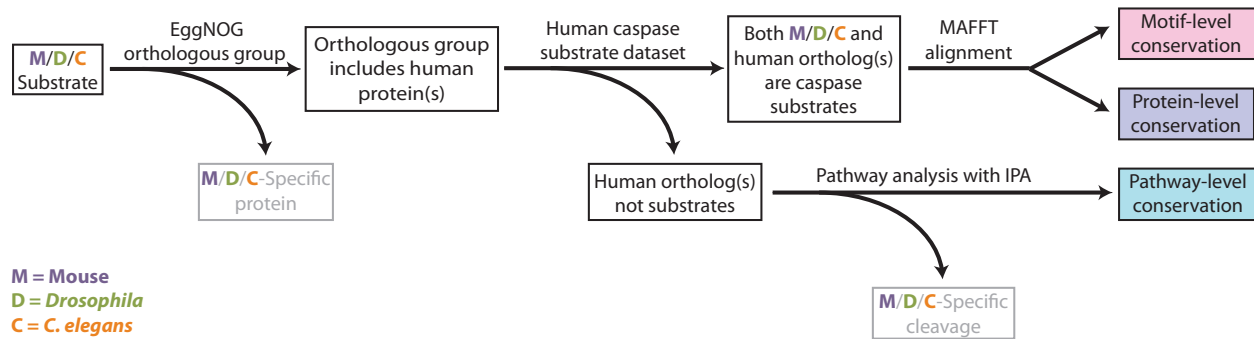 M/D/C
Substrate
EggNOG
orthologous group
Orthologous group
includes human
protein(s)
Human caspase
substrate dataset
Both M/D/C and
human ortholog(s)
are caspase
substrates
MAFFT
alignment
Motif-level
conservation
Protein-level
conservation
M/D/C-Specific
protein
Human ortholog(s)
not substrates
Pathway analysis with IPA
Pathway-level
conservation
M/D/C-Specific
cleavage
M = Mouse
D = Drosophila
C = C. elegans